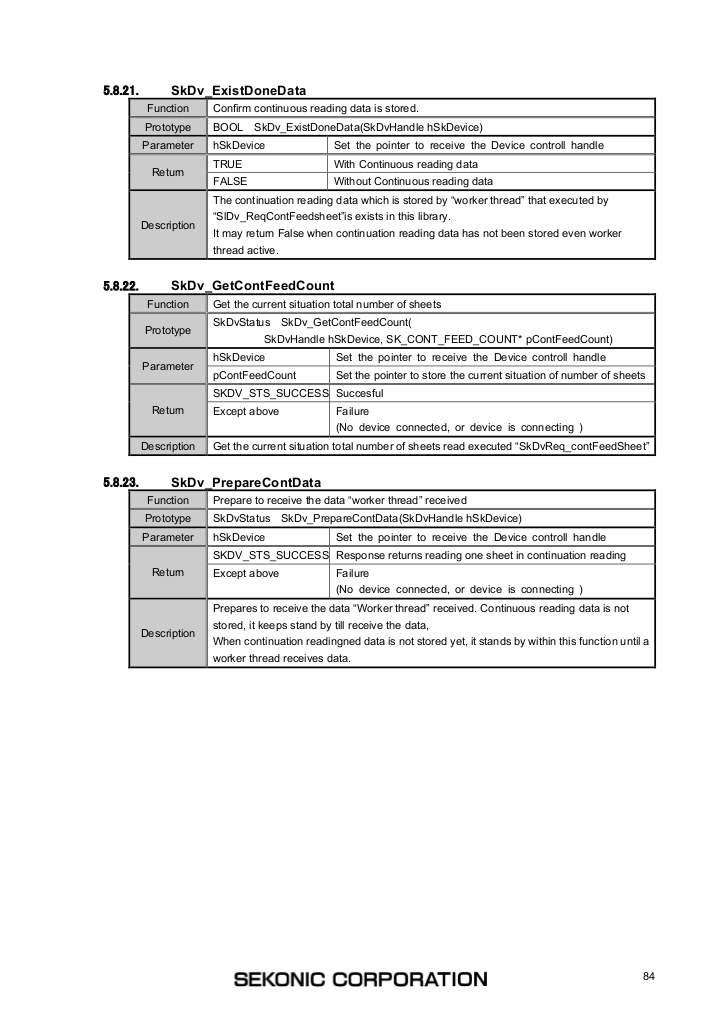 5.8.21. SkDv_ExistDoneData
Function Confirm continuous reading data is stored.
Prototype BOOL SkDv_ExistDoneData(SkDvHandle hSkDevice)
Parameter hSkDevice Set the pointer to receive the Device controll handle
Return TRUE With Continuous reading data
FALSE Without Continuous reading data
Description The continuation reading data which is stored by “worker thread” that executed by
“SIDv_ReqContFeedsheet”is exists in this library.
It may return False when continuation reading data has not been stored even worker
thread active.
5.8.22. SkDv_GetContFeedCount
Function Get the current situation total number of sheets
Prototype SkDvStatus SkDv_GetContFeedCount(
SkDvHandle hSkDevice, SK_CONT_FEED_COUNT* pContFeedCount)
Parameter hSkDevice Set the pointer to receive the Device controll handle
pContFeedCount Set the pointer to store the current situation of number of sheets
Return SKDV_STS_SUCCESS Succesful
Except above Failure
(No device connected, or device is connecting )
Description Get the current situation total number of sheets read executed “SkDvReq_contFeedSheet”
5.8.23. SkDv_PrepareContData
Function Prepare to receive the data “worker thread” received
Prototype SkDvStatus SkDv_PrepareContData(SkDvHandle hSkDevice)
Parameter hSkDevice Set the pointer to receive the Device controll handle
Return SKDV_STS_SUCCESS Response returns reading one sheet in continuation reading
Except above Failure
(No device connected, or device is connecting )
Description Prepares to receive the data “Worker thread” received. Continuous reading data is not
stored, it keeps stand by till receive the data,
When continuation readingned data is not stored yet, it stands by within this function until a
worker thread receives data.
SEKONIC CORPORATION
84